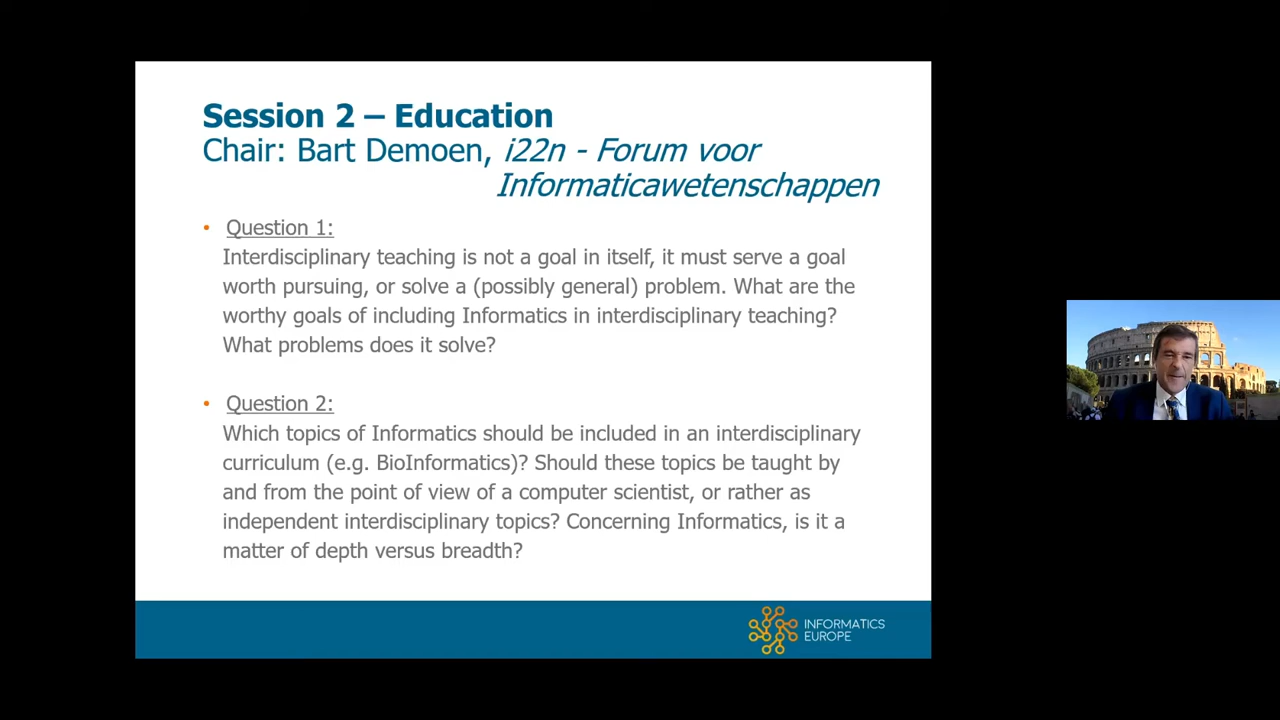 Session 2 – Education
Chair: Bart Demoen, i22n - Forum voor
Informaticawetenschappen
• Question 1:
Interdisciplinary teaching is not a goal in itself, it must serve a goal
worth pursuing, or solve a (possibly general) problem. What are the
worthy goals of including Informatics in interdisciplinary teaching?
What problems does it solve?
• Question 2:
Which topics of Informatics should be included in an interdisciplinary
curriculum (e.g. BioInformatics)? Should these topics be taught by
and from the point of view of a computer scientist, or rather as
independent interdisciplinary topics? Concerning Informatics, is it a
matter of depth versus breadth?
INFORMATICS
EUROPE